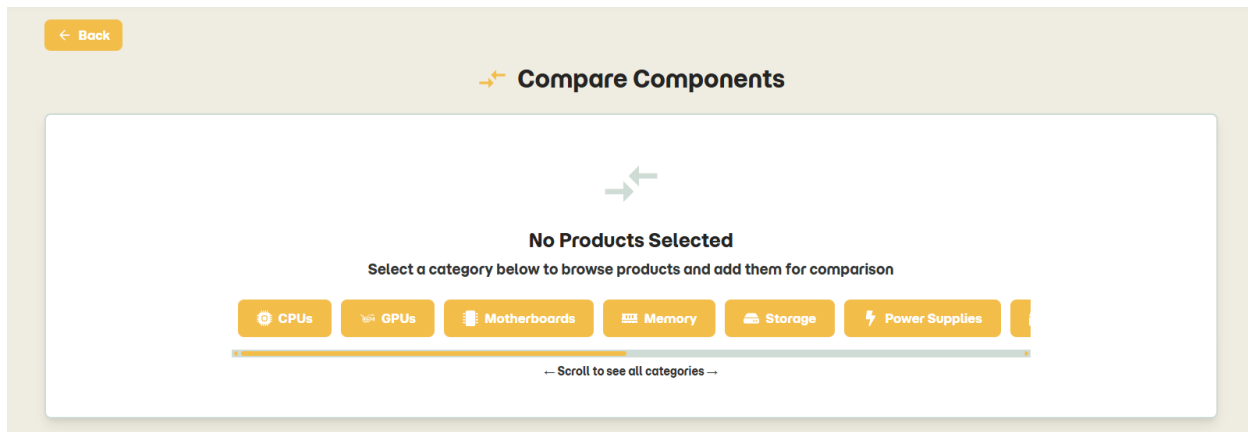 ← Back
Compare Components
No Products Selected
Select a category below to browse products and add them for comparison
CPUs GPUs Motherboards Memory Storage Power Supplies
← Scroll to see all categories →